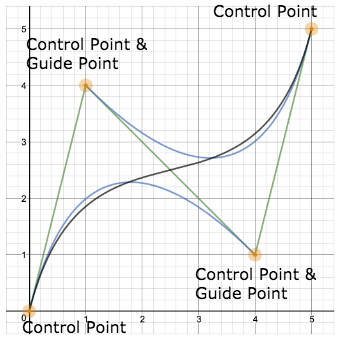 Control Point
5
Control Point &
Guide Point
4
3
2
1
Control Point &
Guide Point
0 1 2 3 4 5
Control Point